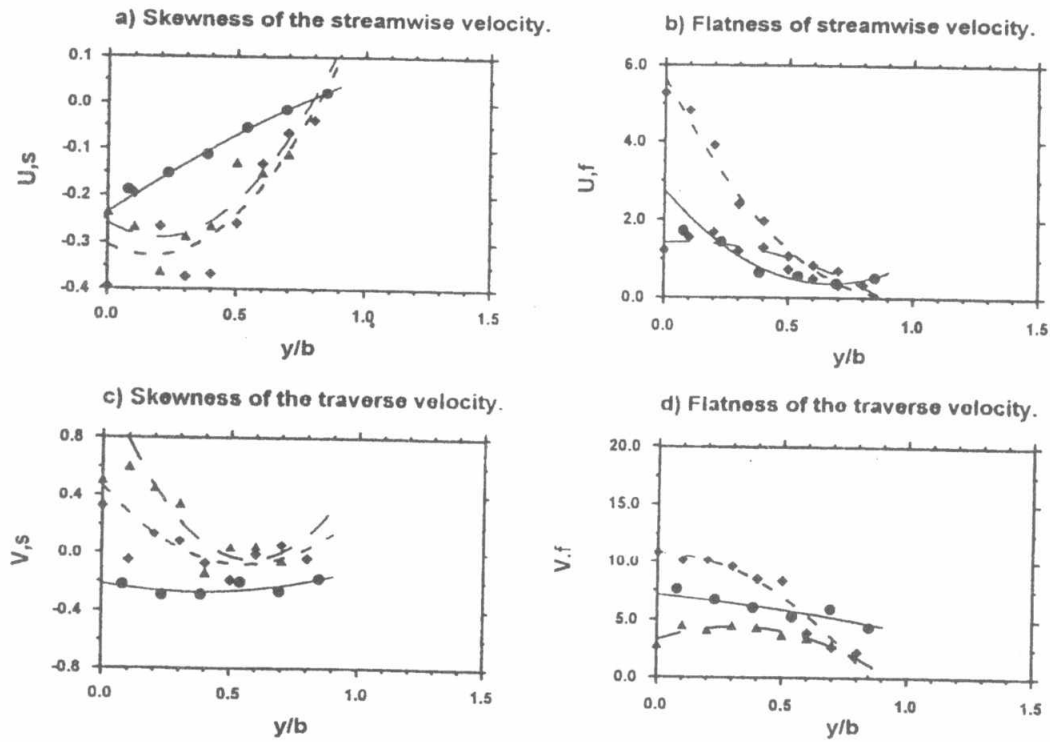 a) Skewness of the streamwise velocity.
0.1
0.0
-0.1
-0.2
-0.3
-0.4
U,s
0.0 0.5 1.0 1.5
y/b
b) Flatness of streamwise velocity.
6.0
4.0
2.0
0.0
U,f
0.0 0.5 1.0 1.5
y/b
c) Skewness of the traverse velocity.
0.8
0.4
0.0
-0.4
-0.8
V,s
0.0 0.5 1.0 1.5
y/b
d) Flatness of the traverse velocity.
20.0
15.0
10.0
5.0
0.0
V.f
0.0 0.5 1.0 1.5
y/b